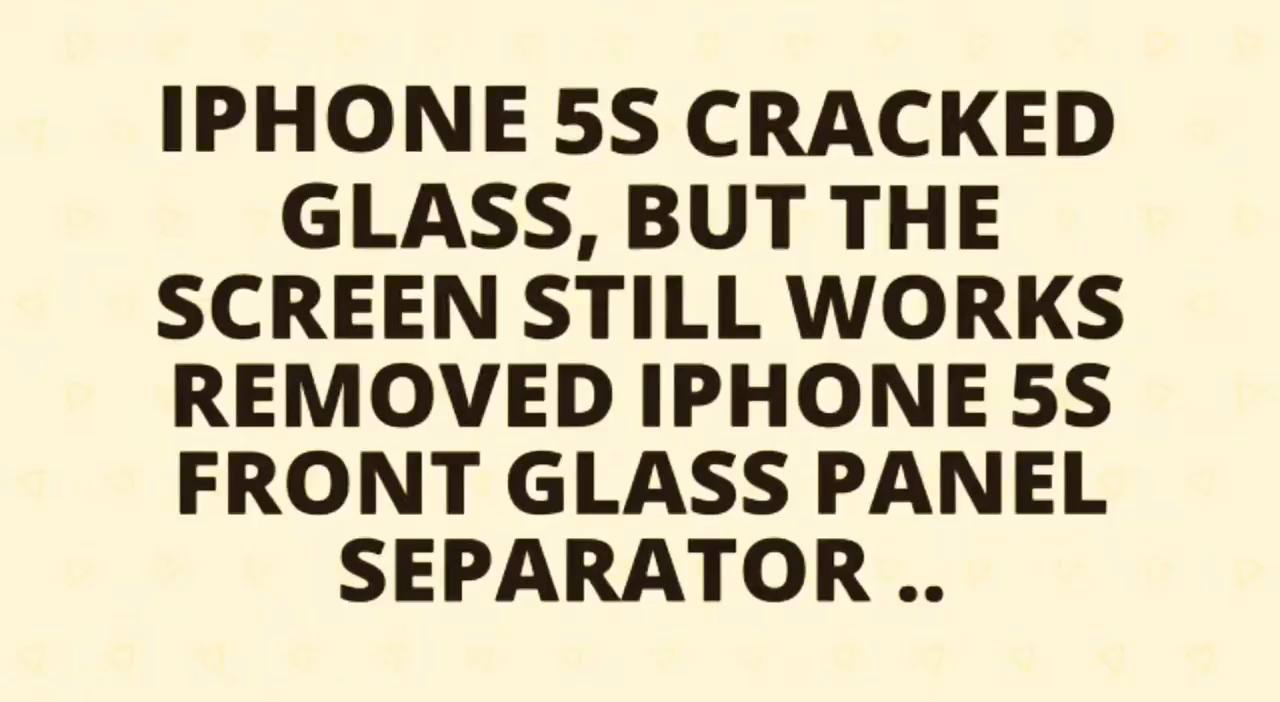 IPHONE 5S CRACKED
GLASS, BUT THE
SCREEN STILL WORKS
REMOVED IPHONE 5S
FRONT GLASS PANEL
SEPARATOR ..